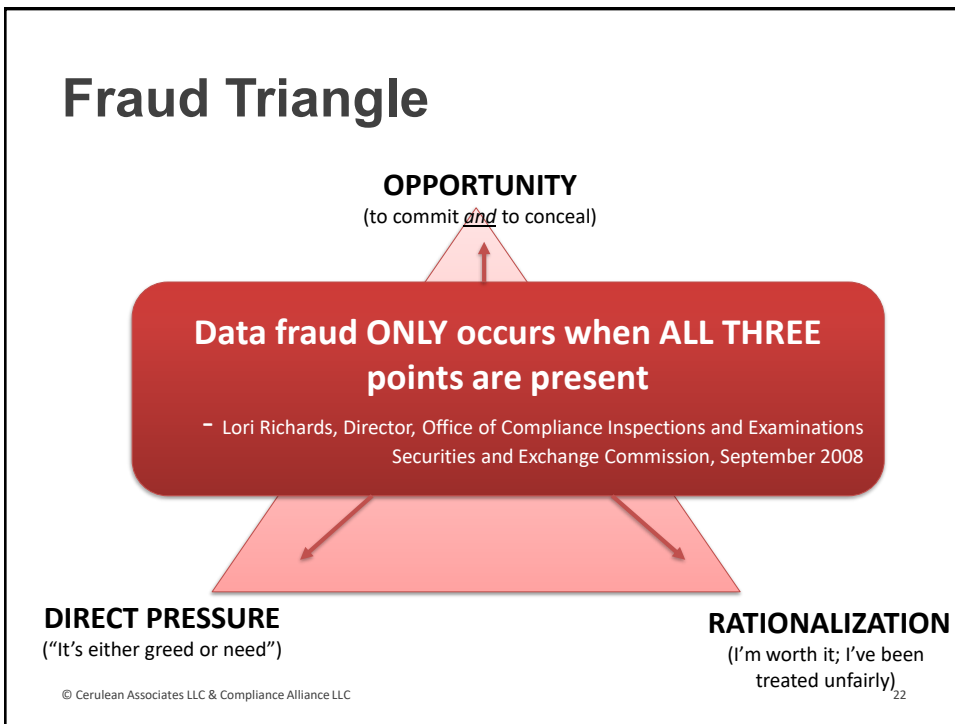 Fraud Triangle
OPPORTUNITY
(to commit and to conceal)
Data fraud ONLY occurs when ALL THREE
points are present
- Lori Richards, Director, Office of Compliance Inspections and Examinations
Securities and Exchange Commission, September 2008
DIRECT PRESSURE
(“It’s either greed or need”)
RATIONALIZATION
(I’m worth it; I’ve been
treated unfairly)
© Cerulean Associates LLC & Compliance Alliance LLC
22